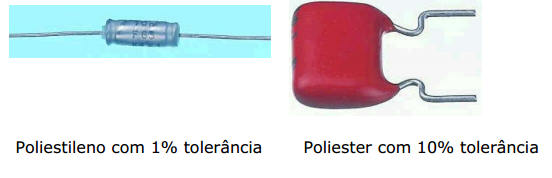 Poliestileno com 1% tolerância
Poliester com 10% tolerância